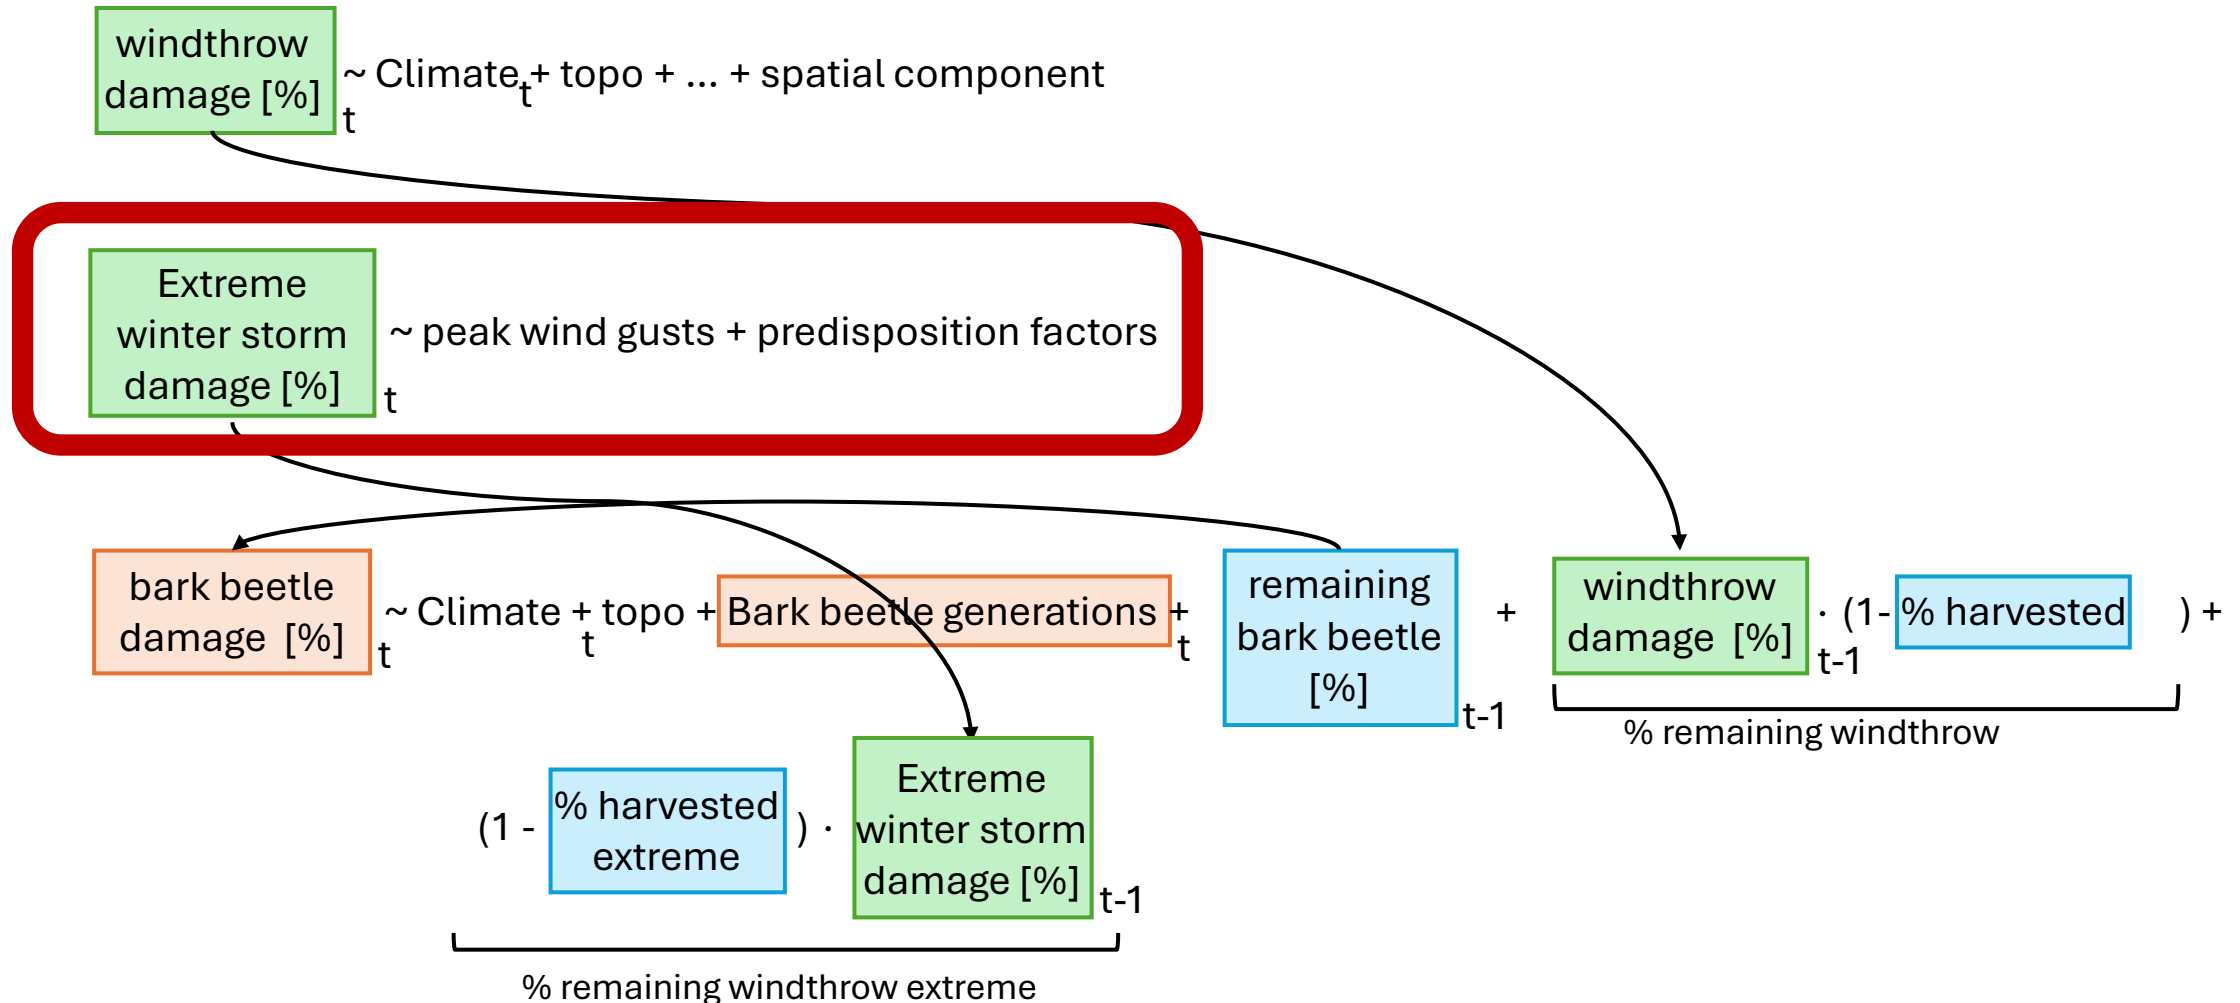 windthrow
damage [%]
t
~ Climate + topo + ... + spatial component
t
Extreme
winter storm
damage [%]
t
~ peak wind gusts + predisposition factors
bark beetle
damage [%]
t
~ Climate + topo + Bark beetle generations +
t
t
remaining
bark beetle
[%]
t-1
+
windthrow
damage [%]
t-1
· (1- % harvested ) +
% remaining windthrow
(1 - % harvested
extreme
) ·
Extreme
winter storm
damage [%]
t-1
% remaining windthrow extreme